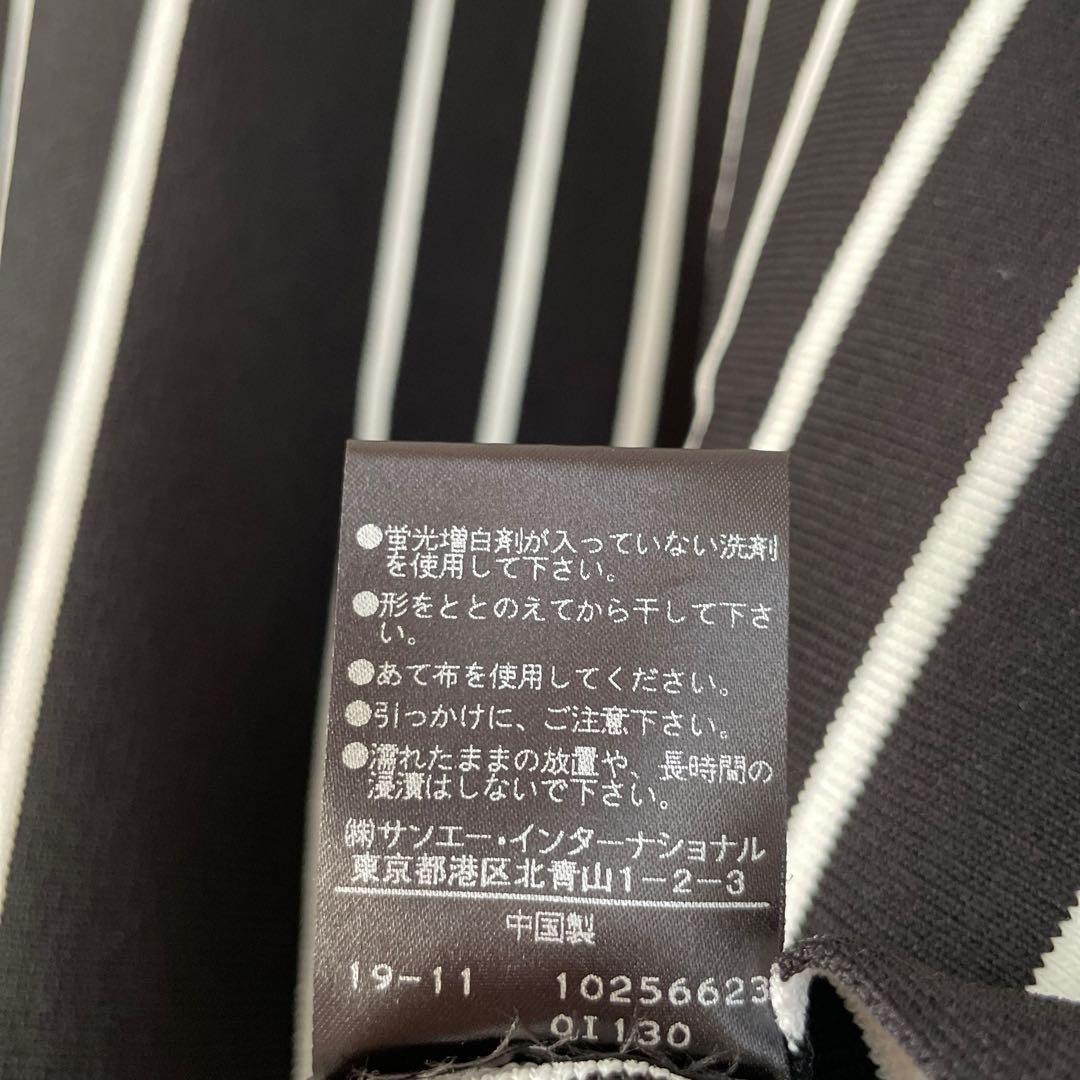 ●蛍光増白剤が入っていない洗剤
を使用して下さい。
●形をととのえてから干して下さ
い。
●あて布を使用してください。
●引っかけに、ご注意下さい。
●濡れたままの放置や、長時間の
浸漬はしないで下さい。
㈱サンエー・インターナショナル
東京都港区北青山1-2-3
中国製
19-11 102566230
0I130